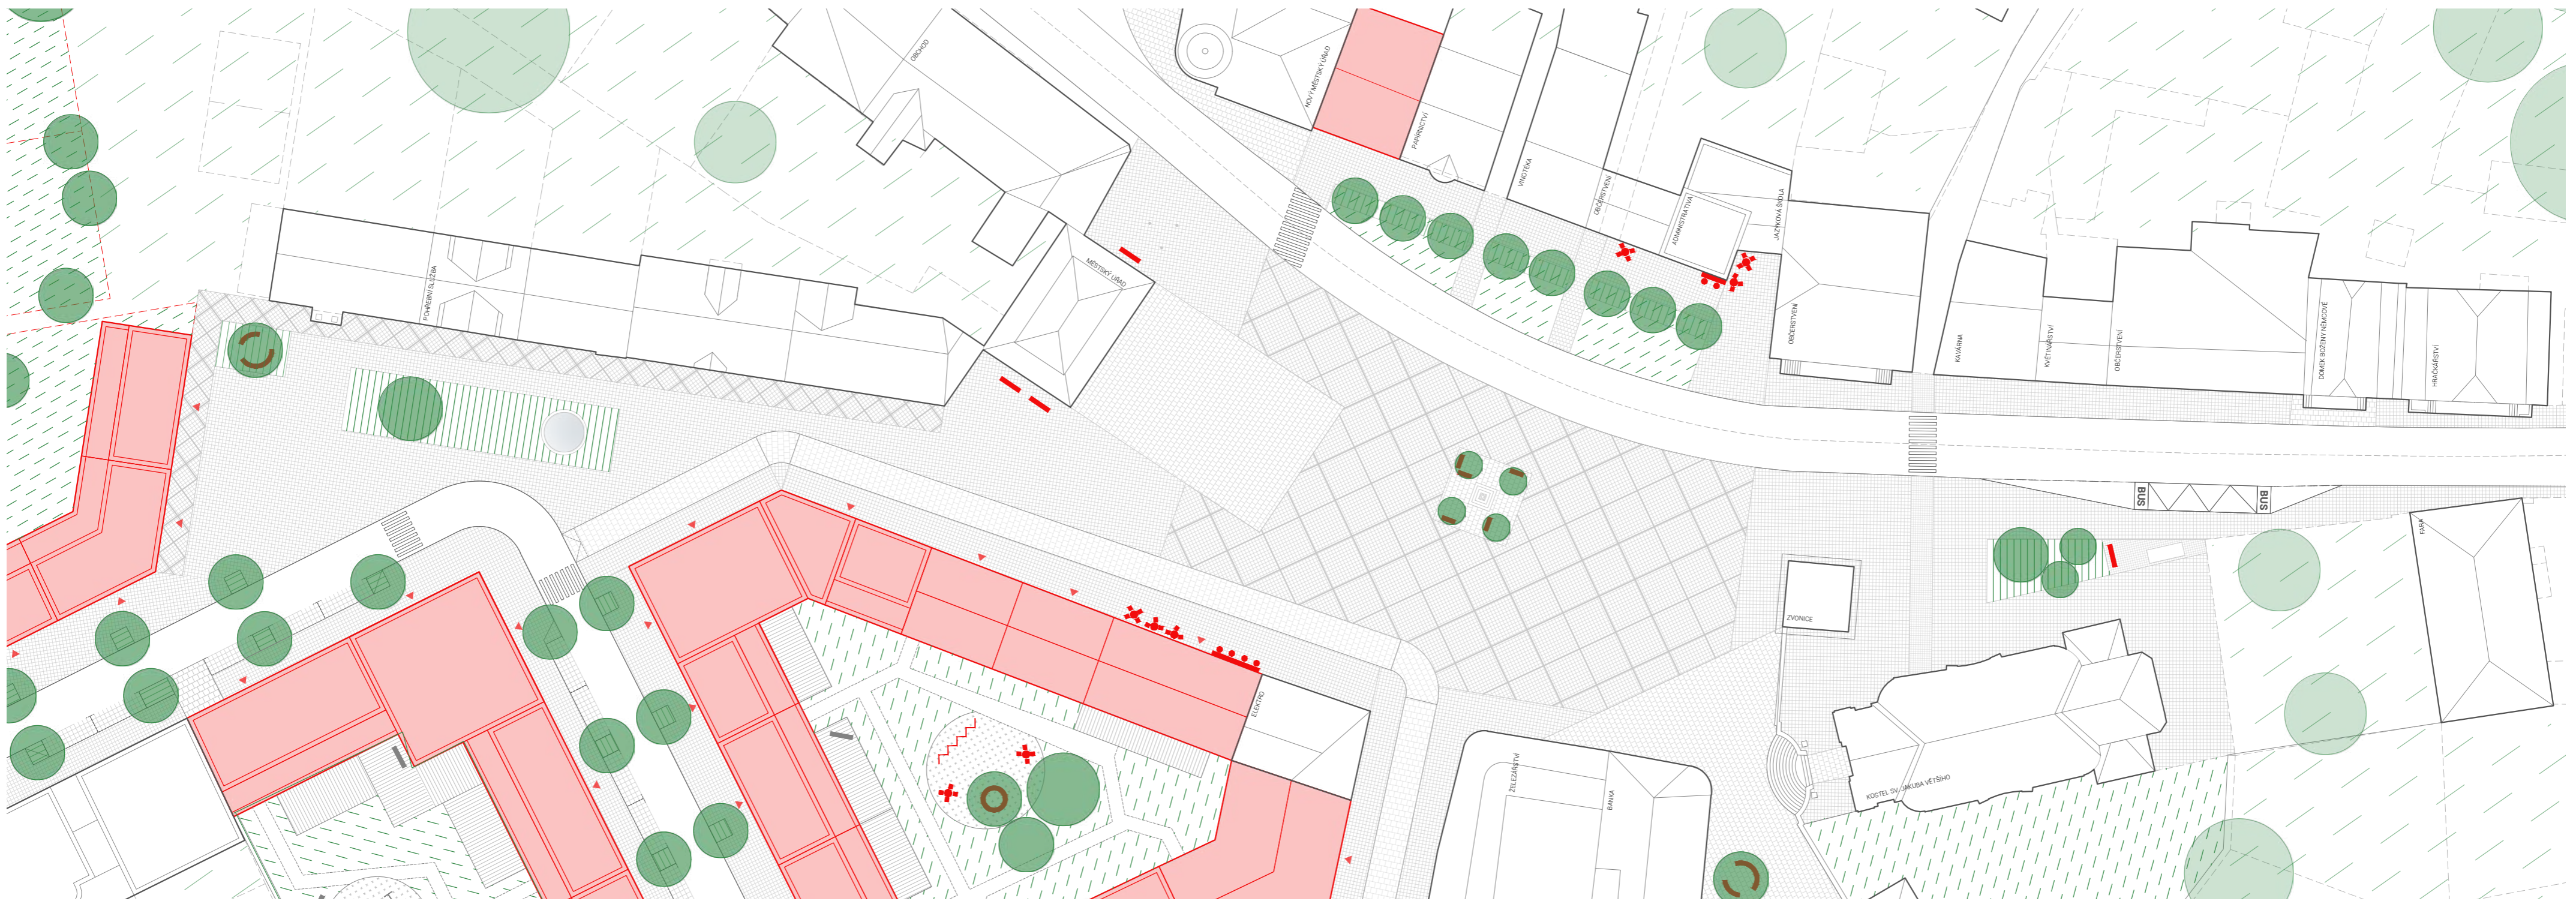 OBCHOD
NOVÝ MĚSTSKÝ ÚŘAD
PAPÍRNICTVÍ
VINOTÉKA
OBČERSTVENÍ
ADMINISTRATIVA
JAZYKOVÁ ŠKOLA
POHŘEBNÍ SLUŽBA
MĚSTSKÝ ÚŘAD
OBČERSTVENÍ
KAVÁRNA
KVĚTINÁŘSTVÍ
OBČERSTVENÍ
DOMEK BOŽENY NĚMCOVÉ
HRAČKÁŘSTVÍ
BUS
BUS
FARA
ZVONICE
ELEKTRO
ŽELEZÁŘSTVÍ
BANKA
KOSTEL SV. JAKUBA VĚTŠÍHO